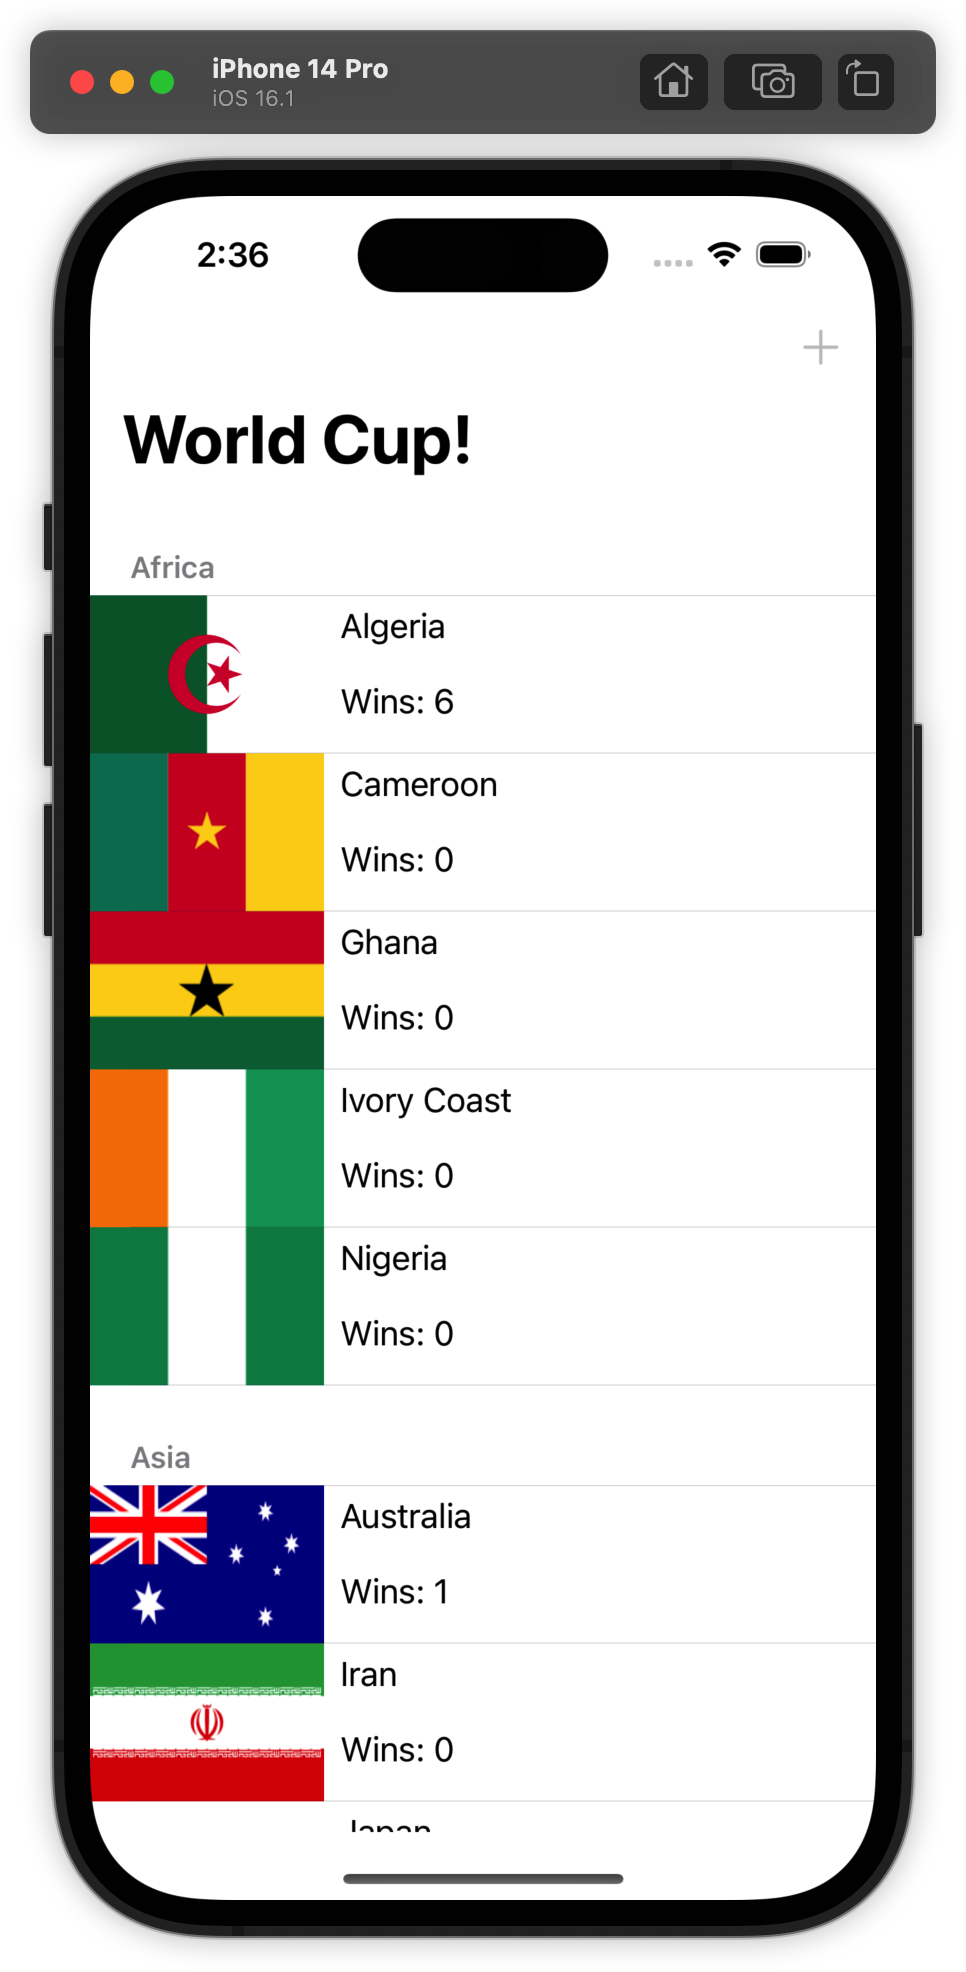 iPhone 14 Pro
iOS 16.1
2:36
World Cup!
Africa
Algeria
Wins: 6
Cameroon
Wins: 0
Ghana
Wins: 0
Ivory Coast
Wins: 0
Nigeria
Wins: 0
Asia
Australia
Wins: 1
Iran
Wins: 0
Japan